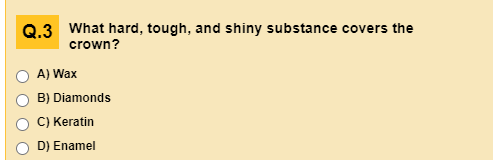 Q.3 What hard, tough, and shiny substance covers the
crown?
A) Wax
B) Diamonds
C) Keratin
D) Enamel